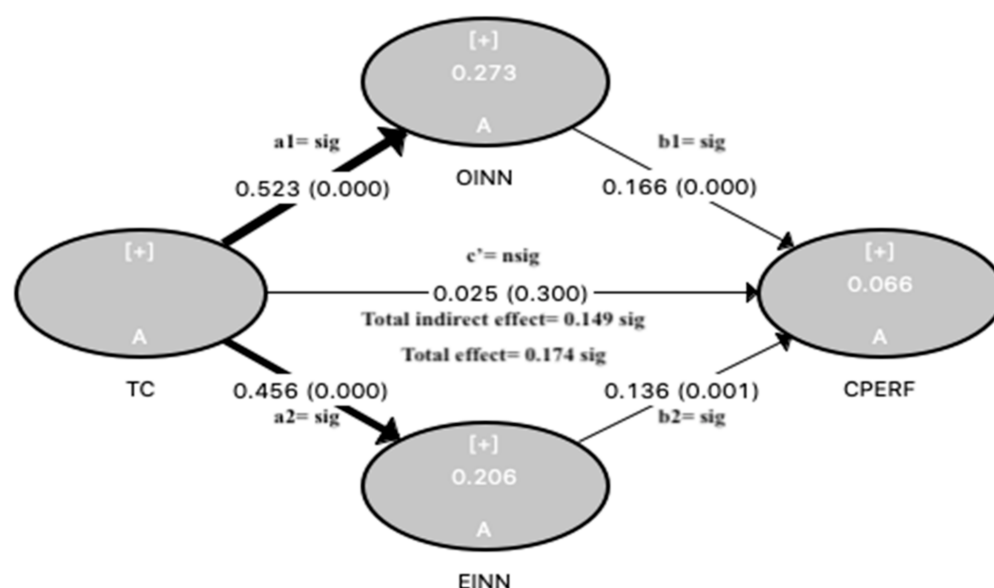 [+]
0.273
A
OINN
a1= sig
0.523 (0.000)
b1= sig
0.166 (0.000)
[+]
A
TC
c’= nsig
0.025 (0.300)
Total indirect effect= 0.149 sig
Total effect= 0.174 sig
[+]
0.066
A
CPERF
0.456 (0.000)
a2= sig
0.136 (0.001)
b2= sig
[+]
0.206
A
EINN